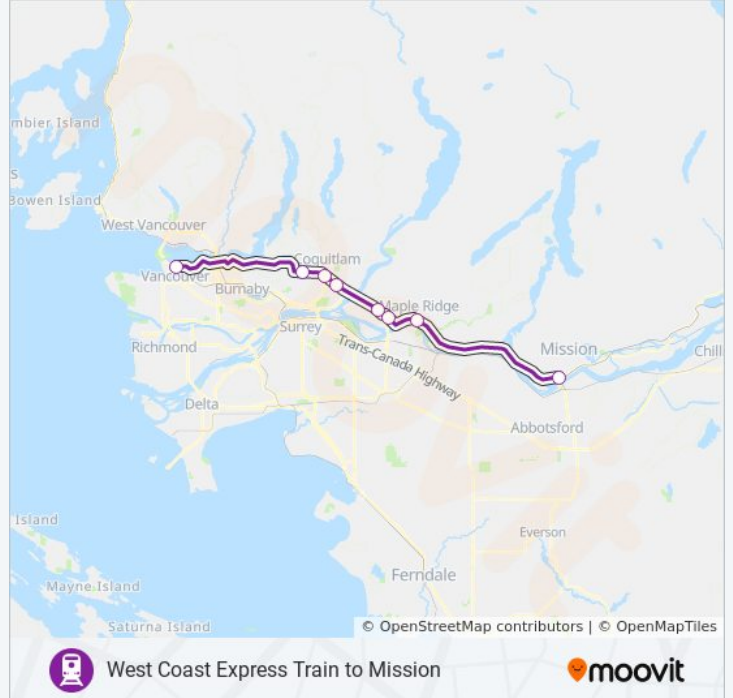 mbier Island
S
Bowen Island
West Vancouver
Coquitlam
Vancouver
Burnaby
Maple Ridge
Surrey
Richmond
Trans-Canada Highway
Mission
Chill
Delta
Abbotsford
Island
Everson
Ferndale
Mayne Island
Saturna Island
© OpenStreetMap contributors | © OpenMapTiles
West Coast Express Train to Mission
moovit